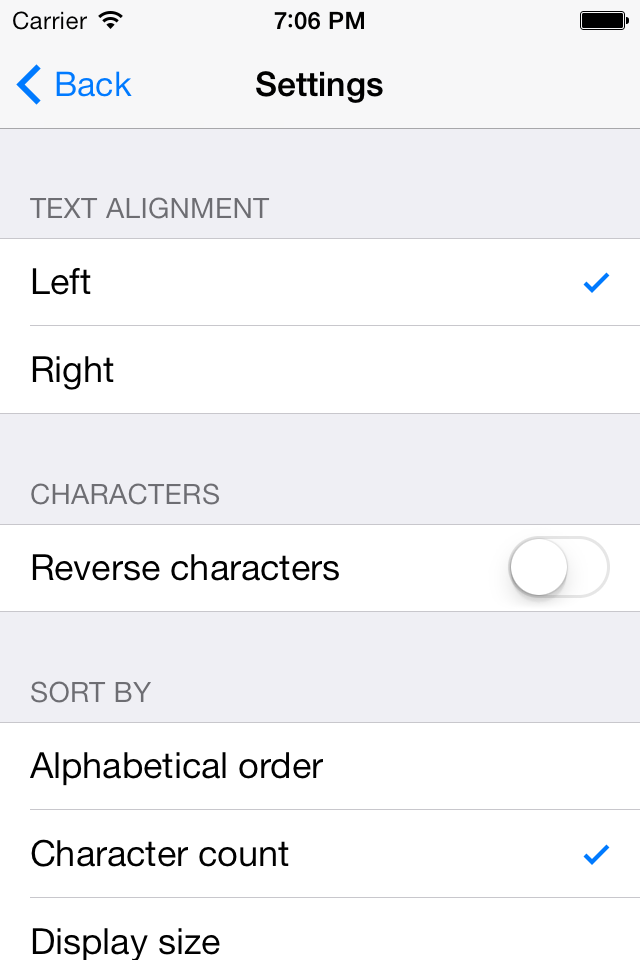 Carrier 7:06 PM
Back Settings
TEXT ALIGNMENT
Left
Right
CHARACTERS
Reverse characters
SORT BY
Alphabetical order
Character count
Display size